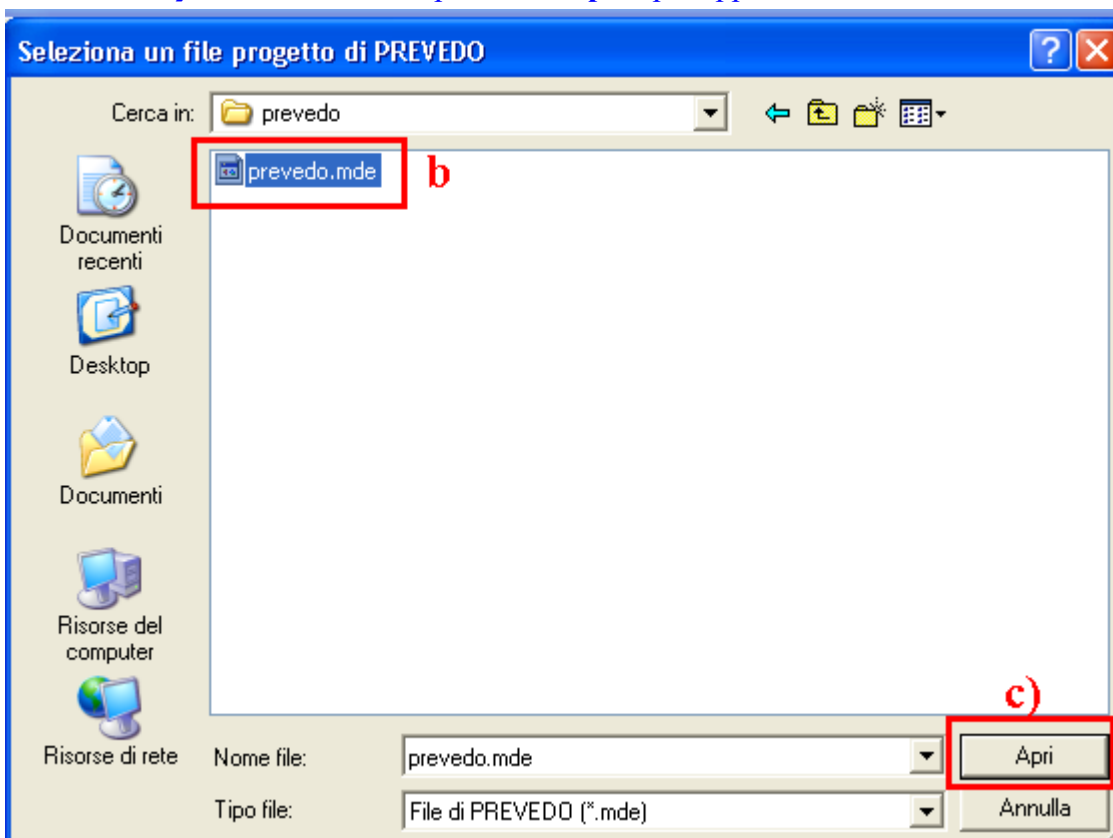 Seleziona un file progetto di PREVEDO
Cerca in: prevedo
prevedo.mde b
Documenti
recenti
Desktop
Documenti
Risorse del
computer
c)
Risorse di rete Nome file: prevedo.mde Apri
Tipo file: File di PREVEDO (*.mde) Annulla